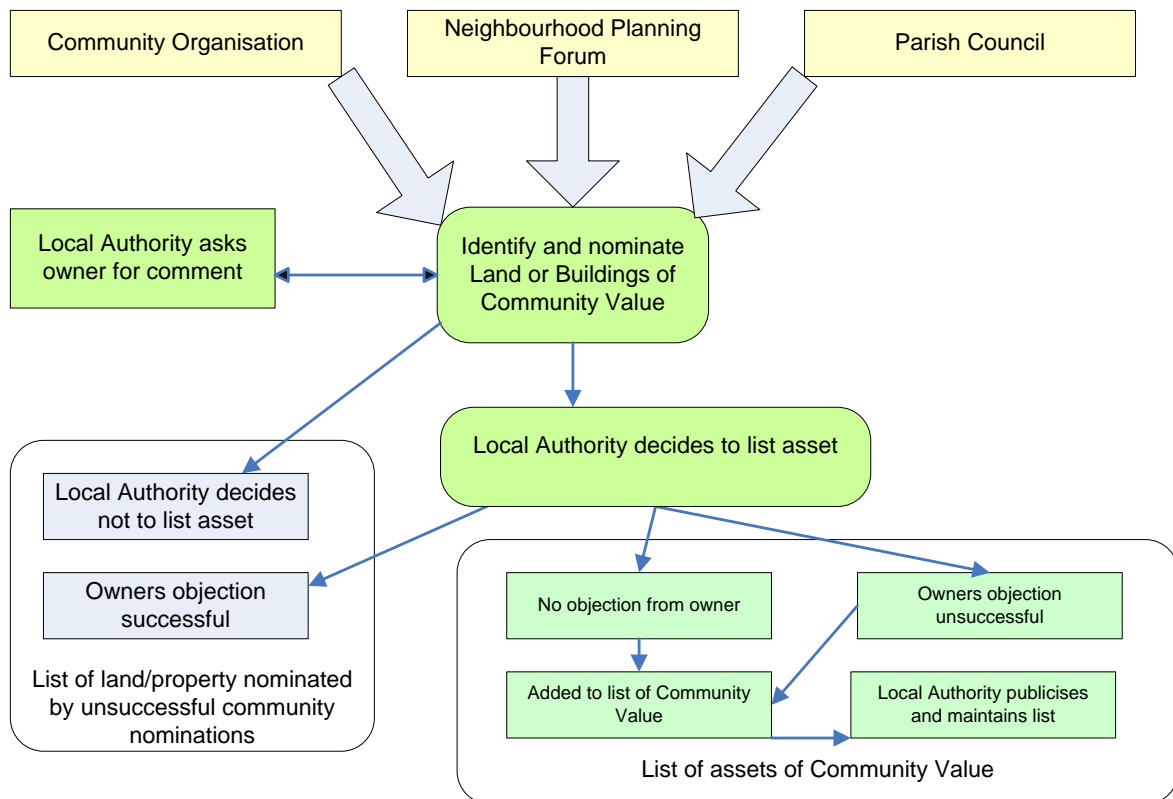 Community Organisation
Neighbourhood Planning
Forum
Parish Council
Local Authority asks
owner for comment
Identify and nominate
Land or Buildings of
Community Value
Local Authority decides to list asset
Local Authority decides
not to list asset
Owners objection
successful
List of land/property nominated
by unsuccessful community
nominations
No objection from owner
Owners objection
unsuccessful
Added to list of Community
Value
Local Authority publicises
and maintains list
List of assets of Community Value